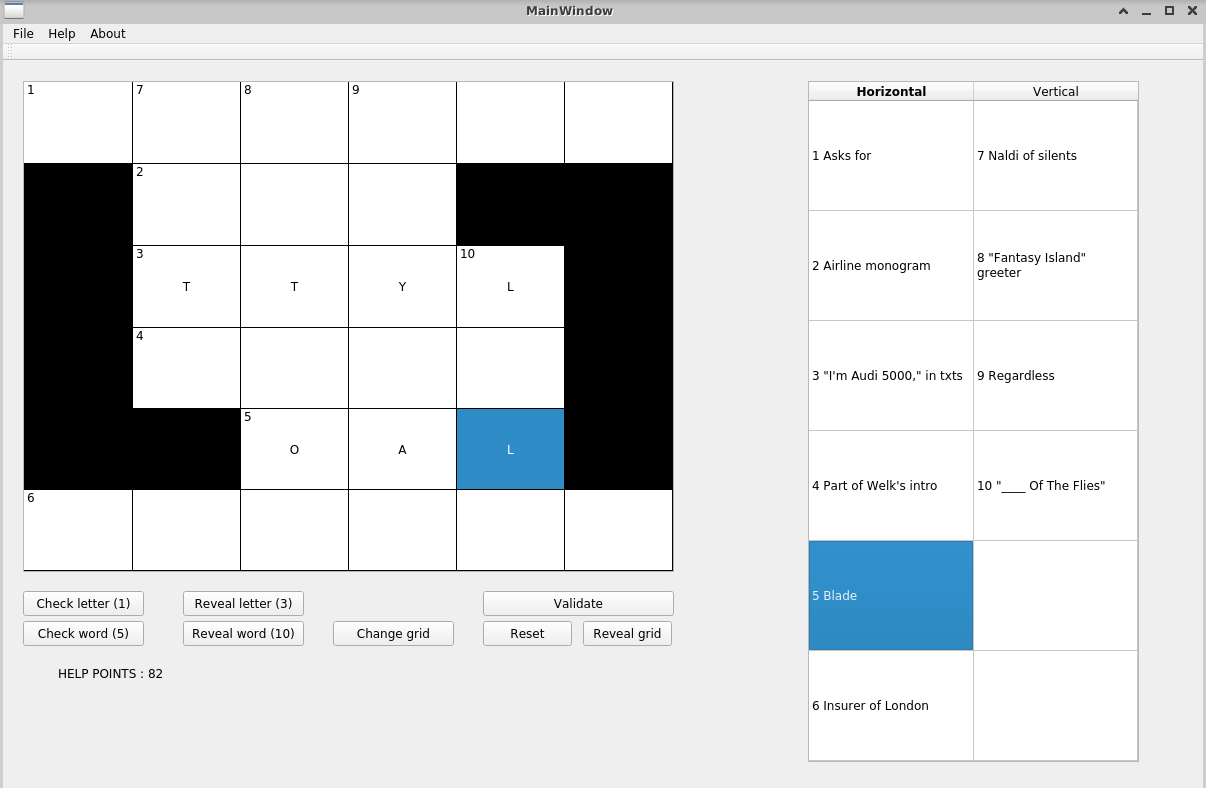 MainWindow
File Help About
1 7 8 9
2
3 10
T T Y L
4
5
O A L
6
Check letter (1) Reveal letter (3) Validate
Check word (5) Reveal word (10) Change grid Reset Reveal grid
HELP POINTS : 82
Horizontal Vertical
1 Asks for 7 Naldi of silents
2 Airline monogram 8 "Fantasy Island"
greeter
3 "I'm Audi 5000," in txts 9 Regardless
4 Part of Welk's intro 10 "____ Of The Flies"
5 Blade
6 Insurer of London